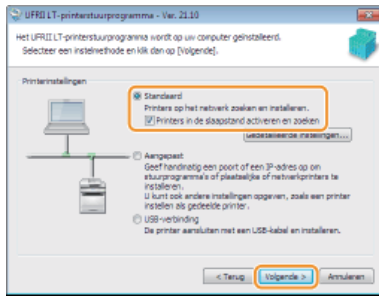 UFRII LT-printerstuurprogramma - Ver. 21.10
Het UFRII LT-printerstuurprogramma wordt op uw computer geïnstalleerd.
Selecteer een instelmethode en klik dan op [Volgende].
Printerinstellingen
Standaard
Printers op het netwerk zoeken en installeren.
Printers in de slaapstand activeren en zoeken
Gedetailleerde instellingen...
Aangepast
Geef handmatig een poort of een IP-adres op om
stuurprogramma's of plaatselijke of netwerkprinters te
installeren.
U kunt ook andere instellingen opgeven, zoals een printer
instellen als gedeelde printer.
USB-verbinding
De printer aansluiten met een USB-kabel en installeren.
< Terug
Volgende >
Annuleren